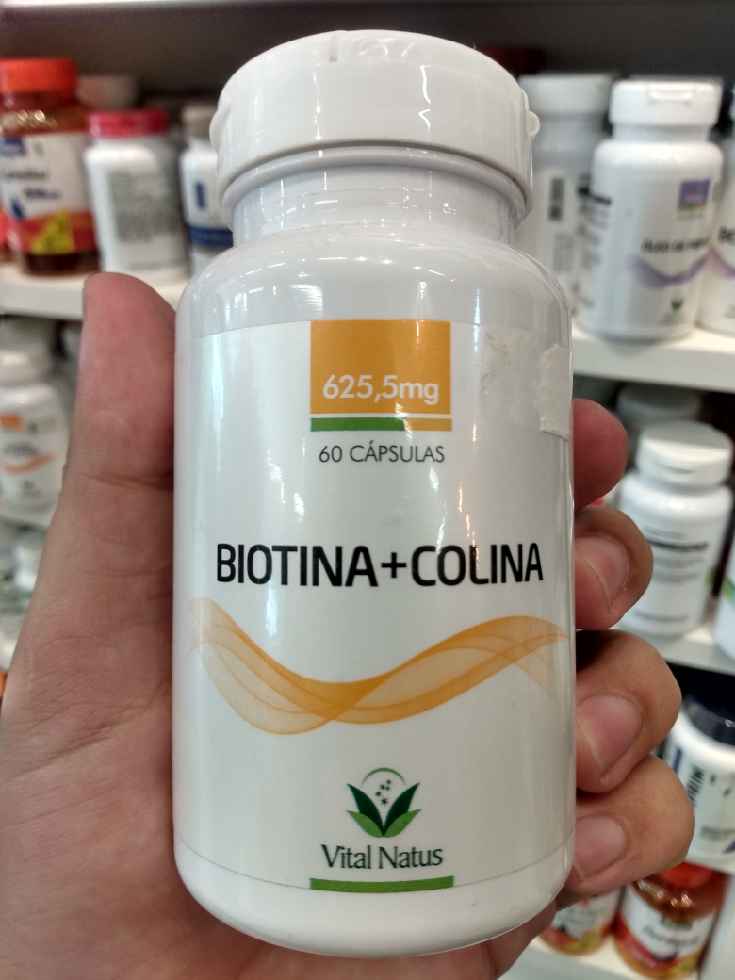 625,5mg
60 CÁPSULAS
BIOTINA+COLINA
Vital Natus